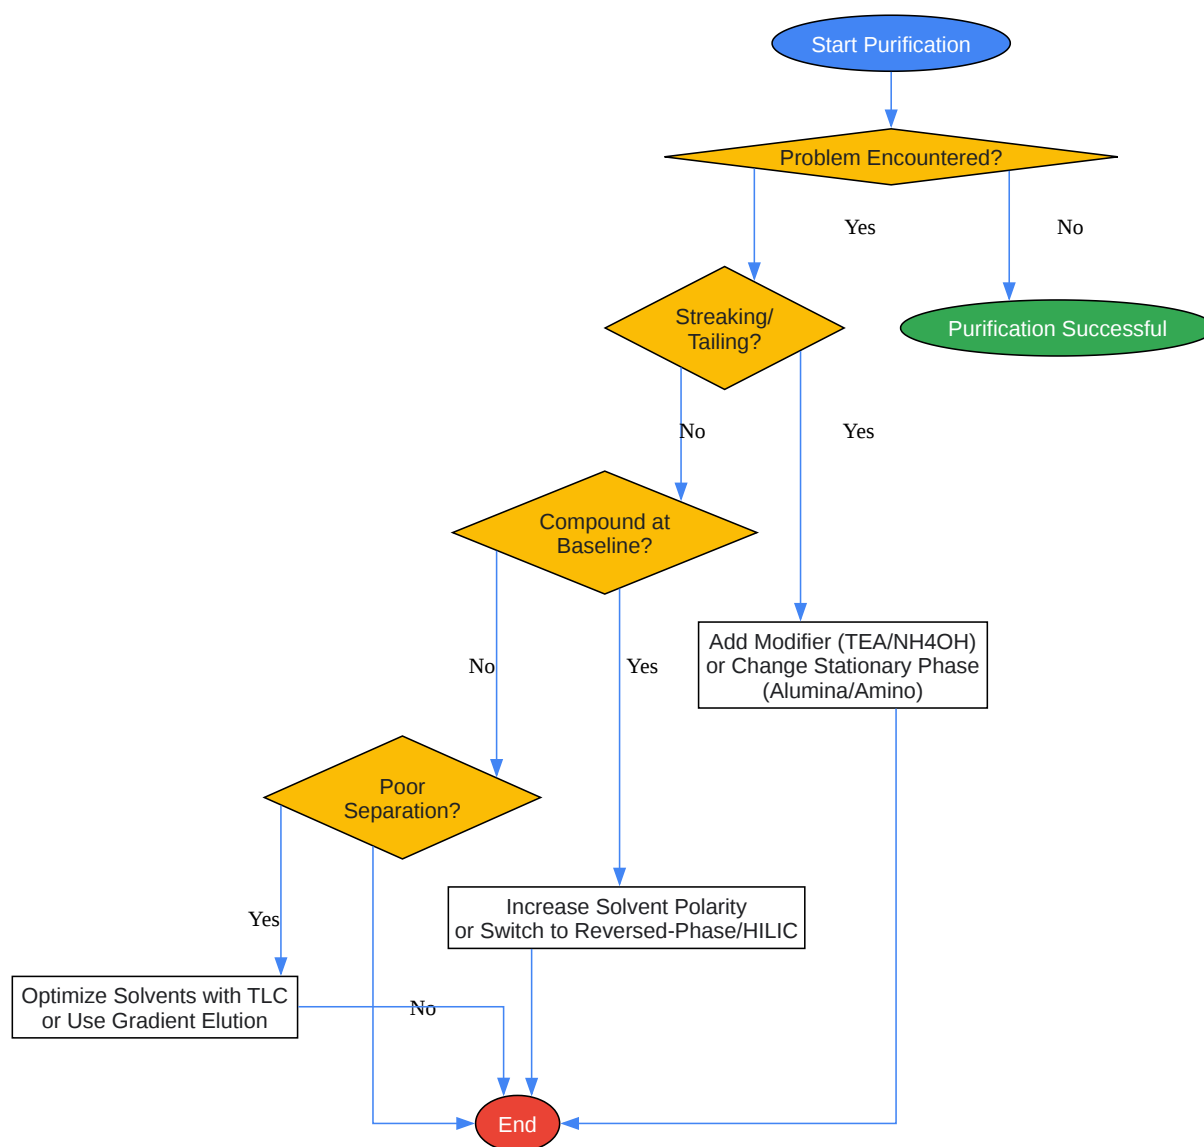 Start Purification
Problem Encountered?
Yes
No
Streaking/
Tailing?
Purification Successful
No
Yes
Compound at
Baseline?
Add Modifier (TEA/NH4OH)
or Change Stationary Phase
(Alumina/Amino)
No
Yes
Poor
Separation?
Increase Solvent Polarity
or Switch to Reversed-Phase/HILIC
Yes
Optimize Solvents with TLC
or Use Gradient Elution
No
End